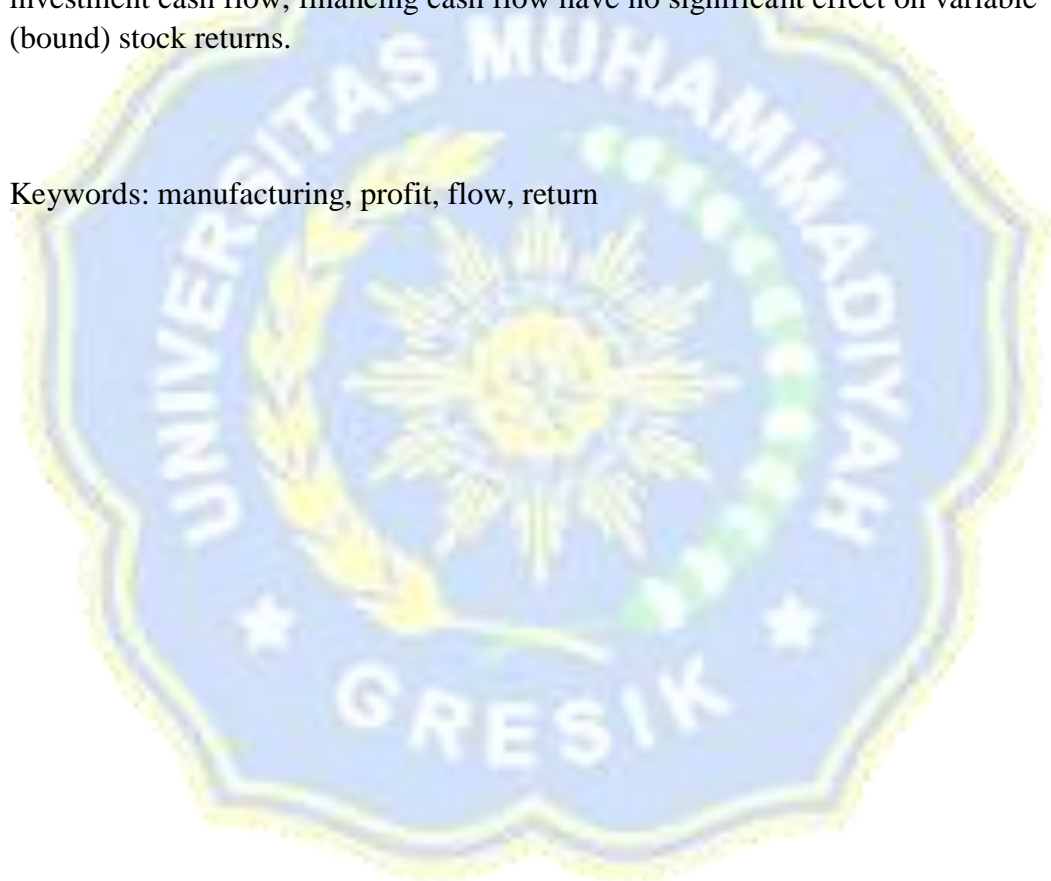 investment cash flow, financing cash flow have no significant effect on variable
(bound) stock returns.
Keywords: manufacturing, profit, flow, return
UNIVERSITAS MUHAMMADIYAH
GRESIK